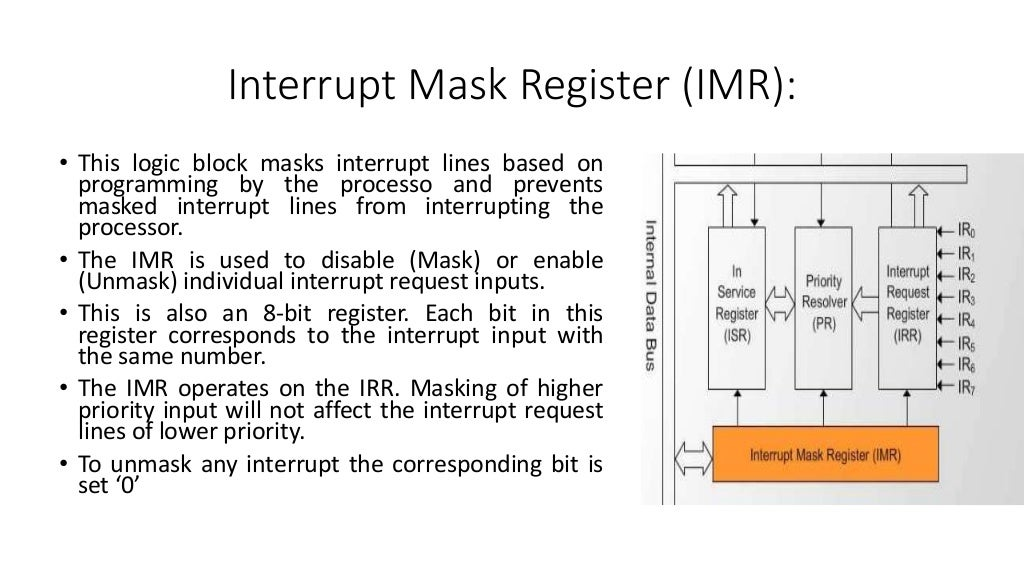 Interrupt Mask Register (IMR):
• This logic block masks interrupt lines based on
programming by the processo and prevents
masked interrupt lines from interrupting the
processor.
• The IMR is used to disable (Mask) or enable
(Unmask) individual interrupt request inputs.
• This is also an 8-bit register. Each bit in this
register corresponds to the interrupt input with
the same number.
• The IMR operates on the IRR. Masking of higher
priority input will not affect the interrupt request
lines of lower priority.
• To unmask any interrupt the corresponding bit is
set ‘0’
Internal Data Bus
In
Service
Register
(ISR)
Priority
Resolver
(PR)
Interrupt
Request
Register
(IRR)
IR0
IR1
IR2
IR3
IR4
IR5
IR6
IR7
Interrupt Mask Register (IMR)